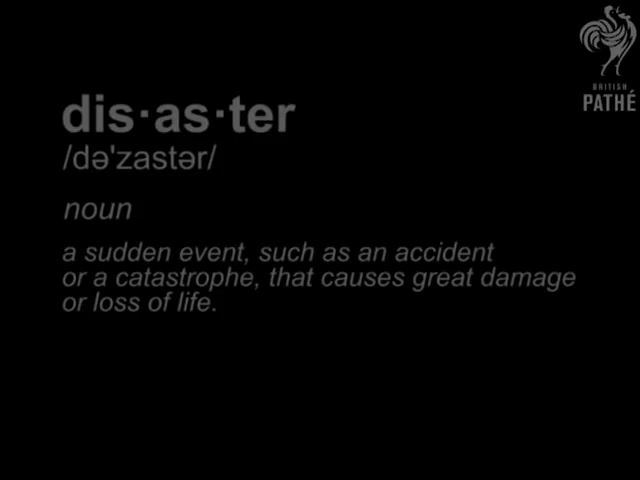 BRITISH
PATHÉ
dis·as·ter
/də'zastər/
noun
a sudden event, such as an accident
or a catastrophe, that causes great damage
or loss of life.